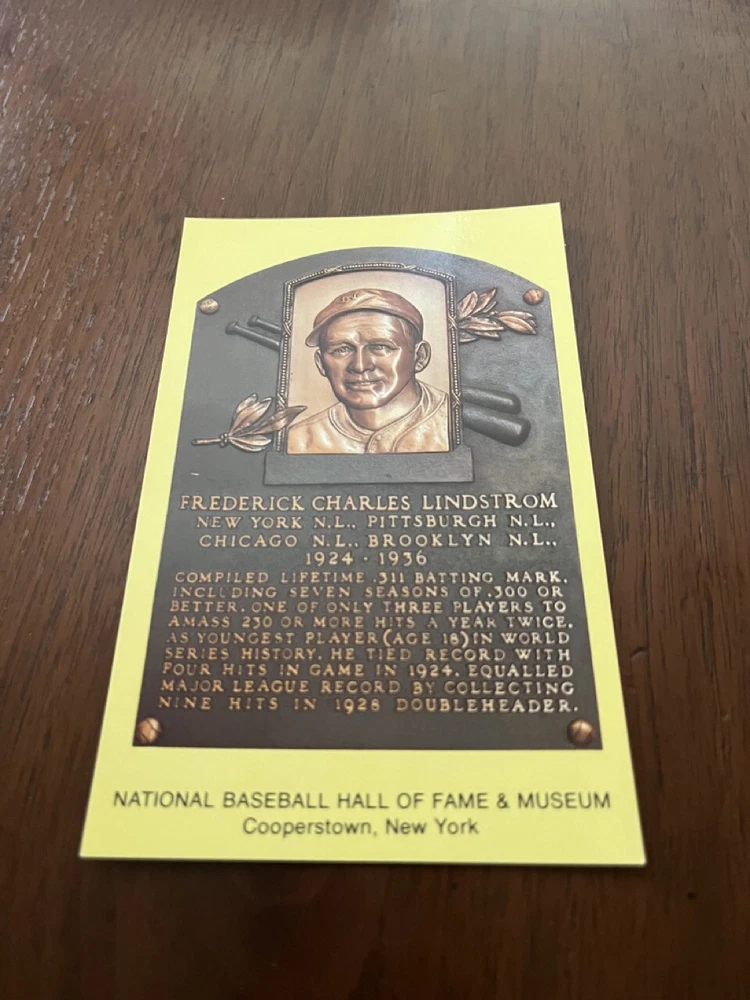 FREDERICK CHARLES LINDSTROM
NEW YORK N.L., PITTSBURGH N.L.,
CHICAGO N.L., BROOKLYN N.L.,
1924 - 1936
COMPILED LIFETIME .311 BATTING MARK,
INCLUDING SEVEN SEASONS OF .300 OR
BETTER. ONE OF ONLY THREE PLAYERS TO
AMASS 230 OR MORE HITS A YEAR TWICE.
AS YOUNGEST PLAYER (AGE 18) IN WORLD
SERIES HISTORY, HE TIED RECORD WITH
FOUR HITS IN GAME IN 1924. EQUALLED
MAJOR LEAGUE RECORD BY COLLECTING
NINE HITS IN 1928 DOUBLEHEADER.
NATIONAL BASEBALL HALL OF FAME & MUSEUM
Cooperstown, New York